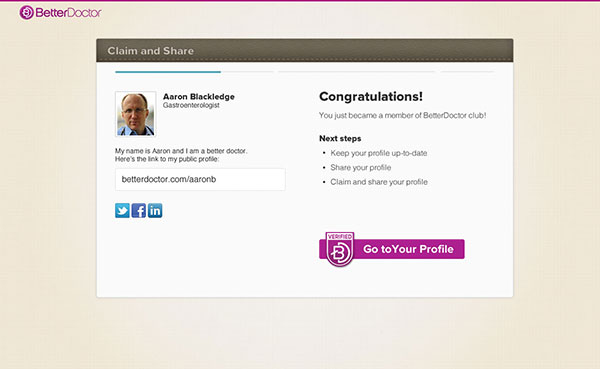 BetterDoctor
Claim and Share
Aaron Blackledge
Gastroenterologist
My name is Aaron and I am a better doctor.
Here's the link to my public profile:
betterdoctor.com/aaronb
Congratulations!
You just became a member of BetterDoctor club!
Next steps
• Keep your profile up-to-date
• Share your profile
• Claim and share your profile
VERIFIED
Go toYour Profile